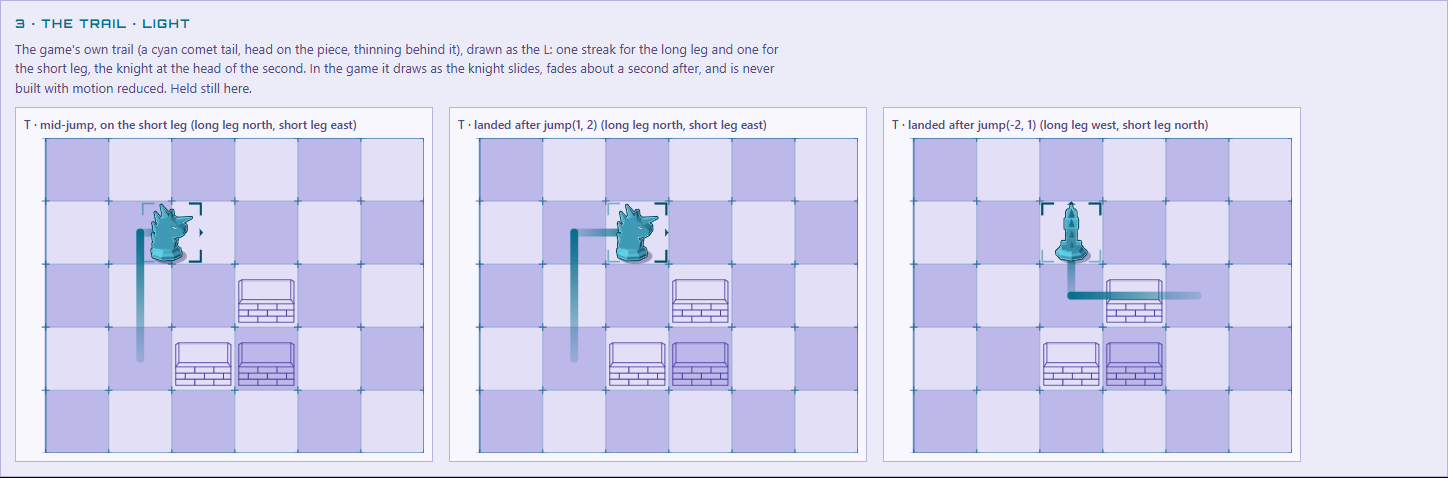 3 · THE TRAIL · LIGHT
The game's own trail (a cyan comet tail, head on the piece, thinning behind it), drawn as the L: one streak for the long leg and one for
the short leg, the knight at the head of the second. In the game it draws as the knight slides, fades about a second after, and is never
built with motion reduced. Held still here.
T · mid-jump, on the short leg (long leg north, short leg east)
T · landed after jump(1, 2) (long leg north, short leg east)
T · landed after jump(-2, 1) (long leg west, short leg north)